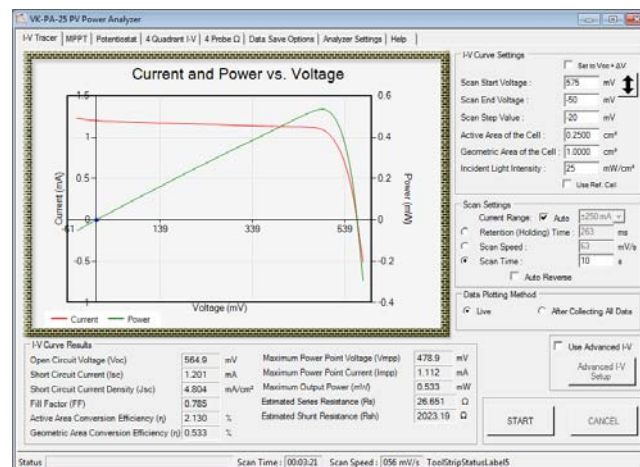 VK-PA-25 PV Power Analyzer
I-V Tracer MPPT Potentiostat 4 Quadrant I-V 4 Probe Ω Data Save Options Analyzer Settings Help
Current and Power vs. Voltage
1.5
1
0.5
0
-0.5
1
Current (mA)
0.6
0.4
0.2
0
-0.2
-0.4
Power (mW)
-61 139 339 539
Voltage (mV)
Current Power
I-V Curve Settings
Set to Voc + ΔV
Scan Start Voltage : 575 mV
Scan End Voltage : -50 mV
Scan Step Value : -20 mV
Active Area of the Cell : 0.2500 cm²
Geometric Area of the Cell : 1.0000 cm²
Incident Light Intensity : 25 mW/cm²
Use Ref. Cell
Scan Settings
Current Range: Auto ±250 mA
Retention (Holding) Time : 263 ms
Scan Speed : 63 mV/s
Scan Time : 10 s
Auto Reverse
Data Plotting Method
Live After Collecting All Data
I-V Curve Results
Open Circuit Voltage (Voc) 564.9 mV
Short Circuit Current (Isc) 1.201 mA
Short Circuit Current Density (Jsc) 4.804 mA/cm²
Fill Factor (FF) 0.785
Active Area Conversion Efficiency (η) 2.130 %
Geometric Area Conversion Efficiency (η) 0.533 %
Maximum Power Point Voltage (Vmpp) 478.9 mV
Maximum Power Point Current (Impp) 1.112 mA
Maximum Output Power (mW) 0.533 mW
Estimated Series Resistance (Rs) 26.651 Ω
Estimated Shunt Resistance (Rsh) 2023.19 Ω
Use Advanced I-V
Advanced I-V
Setup
START CANCEL
Status Scan Time : 00:03:21 Scan Speed : 056 mV/s ToolStripStatusLabel5